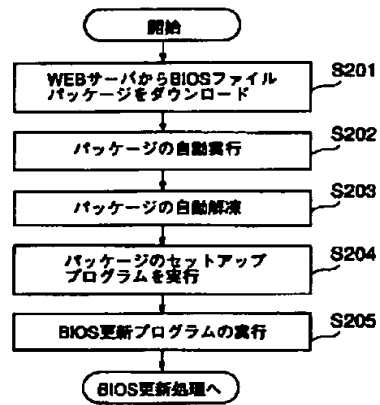 開始
WEBサーバからBIOSファイル
パッケージをダウンロード
S201
パッケージの自動実行
S202
パッケージの自動解凍
S203
パッケージのセットアップ
プログラムを実行
S204
BIOS更新プログラムの実行
S205
BIOS更新処理へ